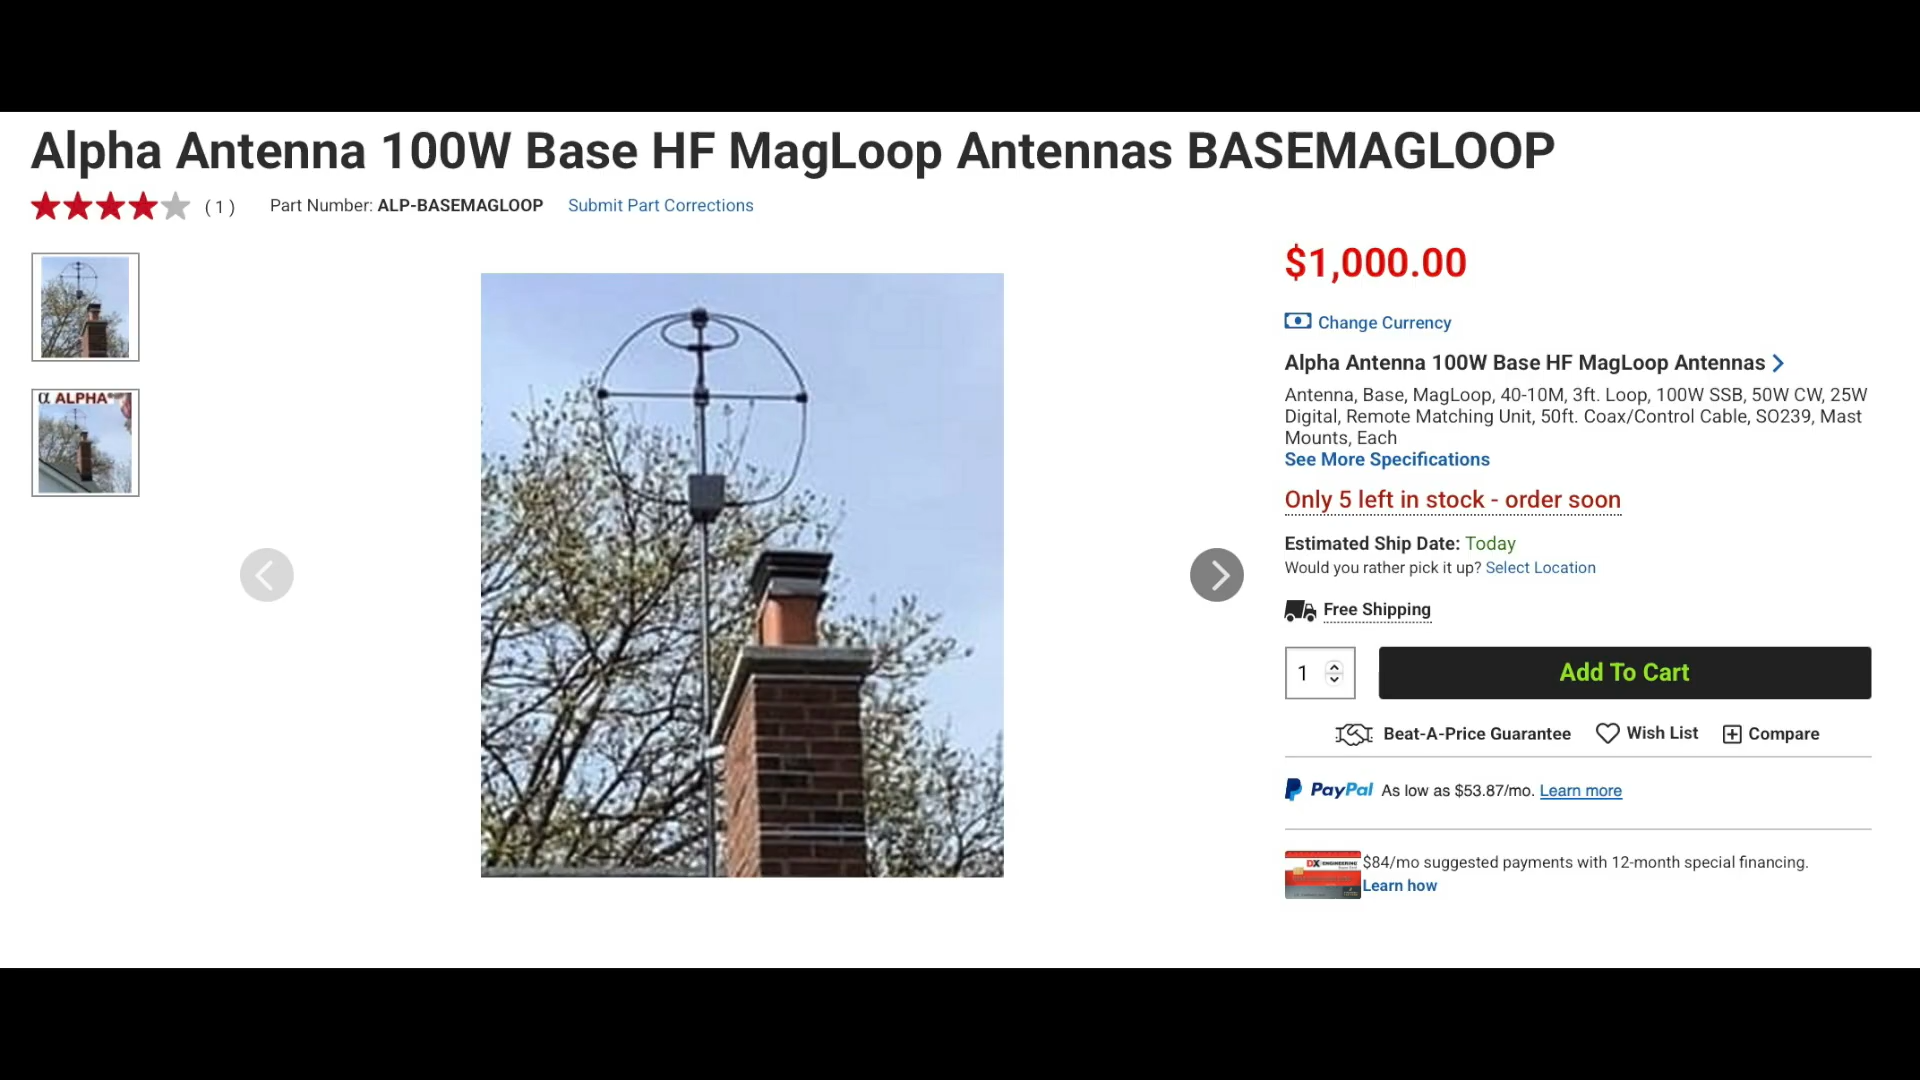 Alpha Antenna 100W Base HF MagLoop Antennas BASEMAGLOOP
( 1 ) Part Number: ALP-BASEMAGLOOP Submit Part Corrections
α ALPHA
$1,000.00
Change Currency
Alpha Antenna 100W Base HF MagLoop Antennas
Antenna, Base, MagLoop, 40-10M, 3ft. Loop, 100W SSB, 50W CW, 25W
Digital, Remote Matching Unit, 50ft. Coax/Control Cable, SO239, Mast
Mounts, Each
See More Specifications
Only 5 left in stock - order soon
Estimated Ship Date: Today
Would you rather pick it up? Select Location
Free Shipping
1 Add To Cart
Beat-A-Price Guarantee Wish List Compare
PayPal As low as $53.87/mo. Learn more
DX ENGINEERING
$84/mo suggested payments with 12-month special financing.
Learn how